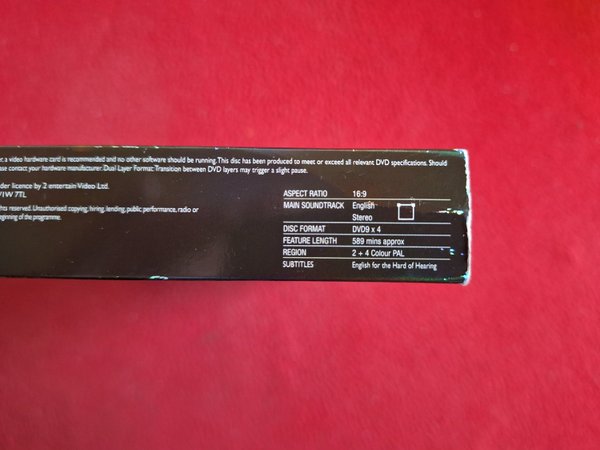 er, a video hardware card is recommended and no other software should be running. This disc has been produced to meet or exceed all relevant DVD specifications. Should
ease contact your hardware manufacturer. Dual Layer Format. Transition between DVD layers may trigger a slight pause.
der licence by 2 entertain Video Ltd.
W 7TL
ghts reserved. Unauthorised copying, hiring, lending, public performance, radio or
eginning of the programme.
ASPECT RATIO 16:9
MAIN SOUNDTRACK English
Stereo
DISC FORMAT DVD9 x 4
FEATURE LENGTH 589 mins approx
REGION 2 + 4 Colour PAL
SUBTITLES English for the Hard of Hearing